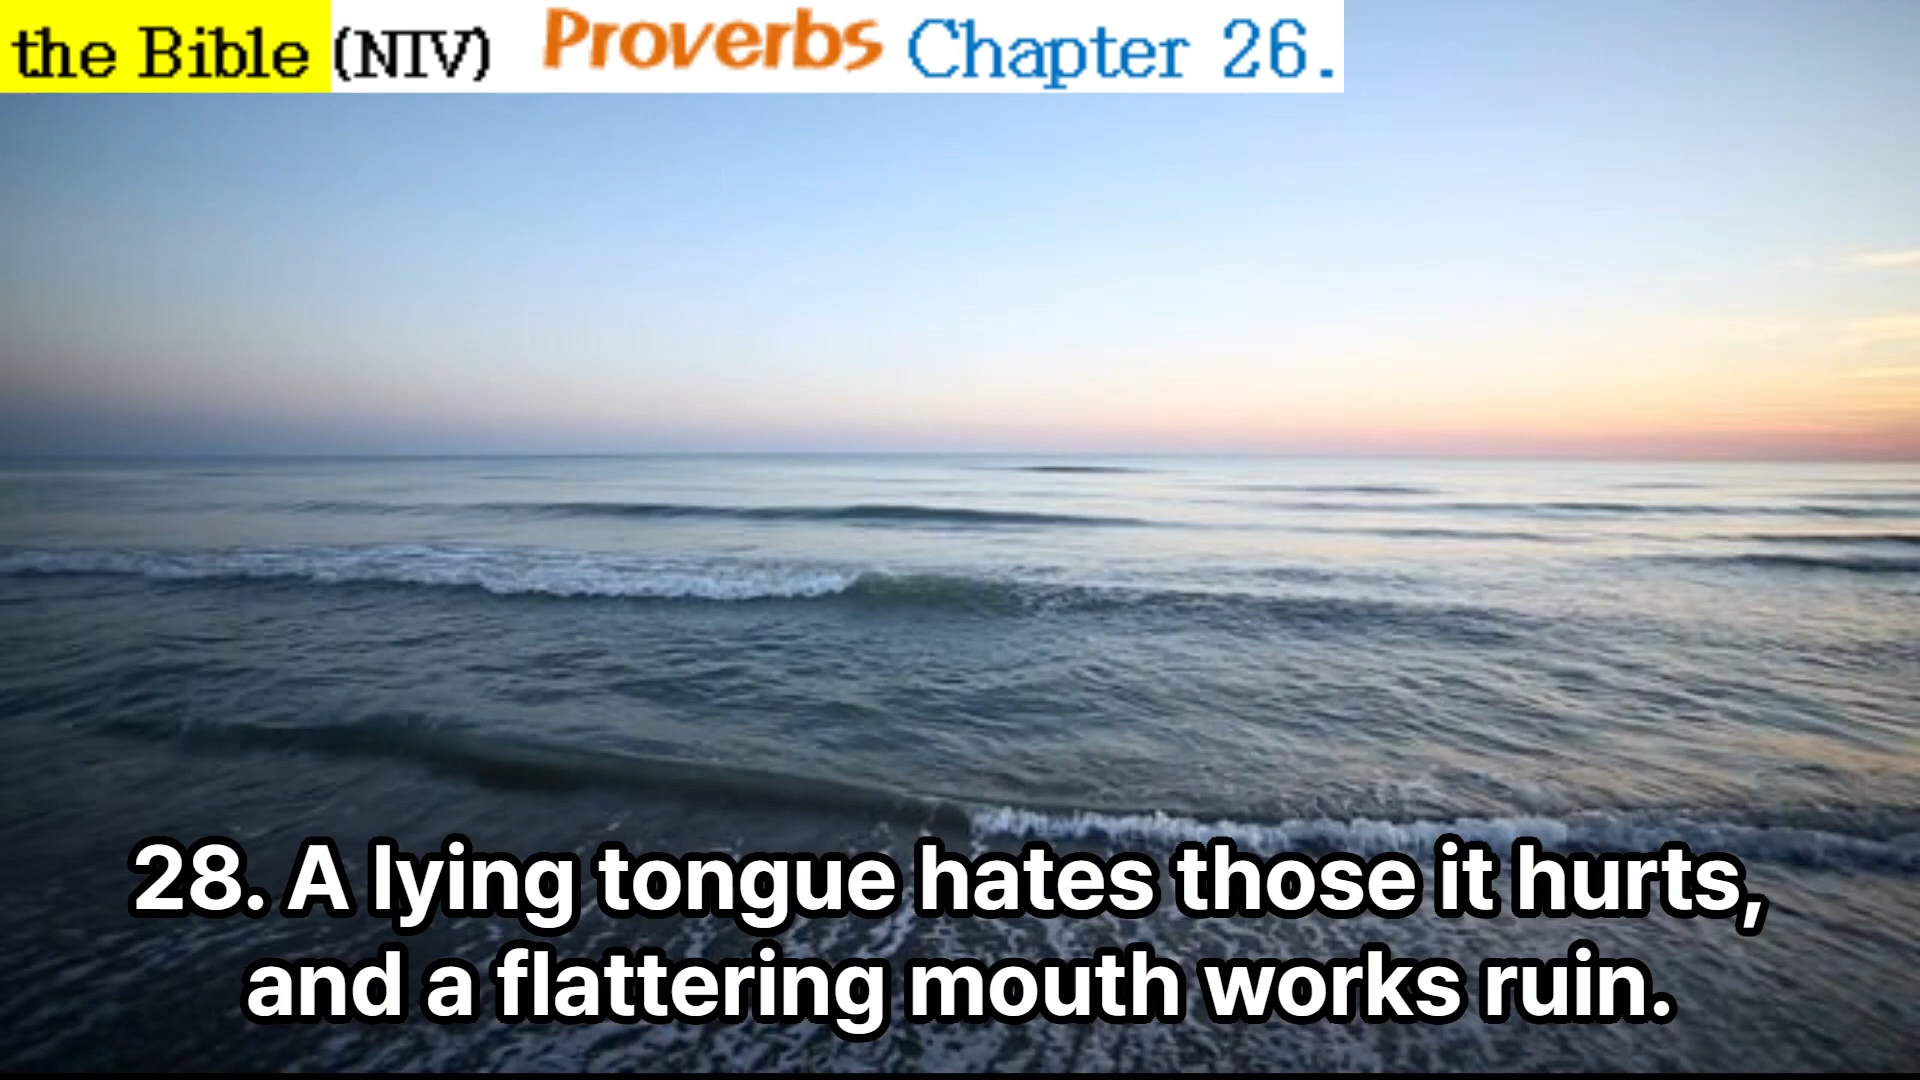 the Bible (NIV) Proverbs Chapter 26.
28. A lying tongue hates those it hurts,
and a flattering mouth works ruin.